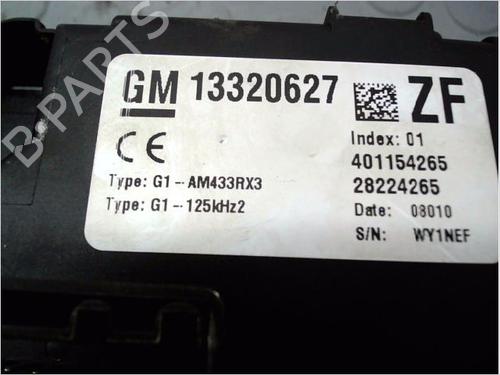 B-PARTS
GM 13320627 ZF
CE
Index: 01
401154265
Type: G1-AM433RX3
28224265
Type: G1-125kHz2
Date: 08010
S/N: WY1NEF